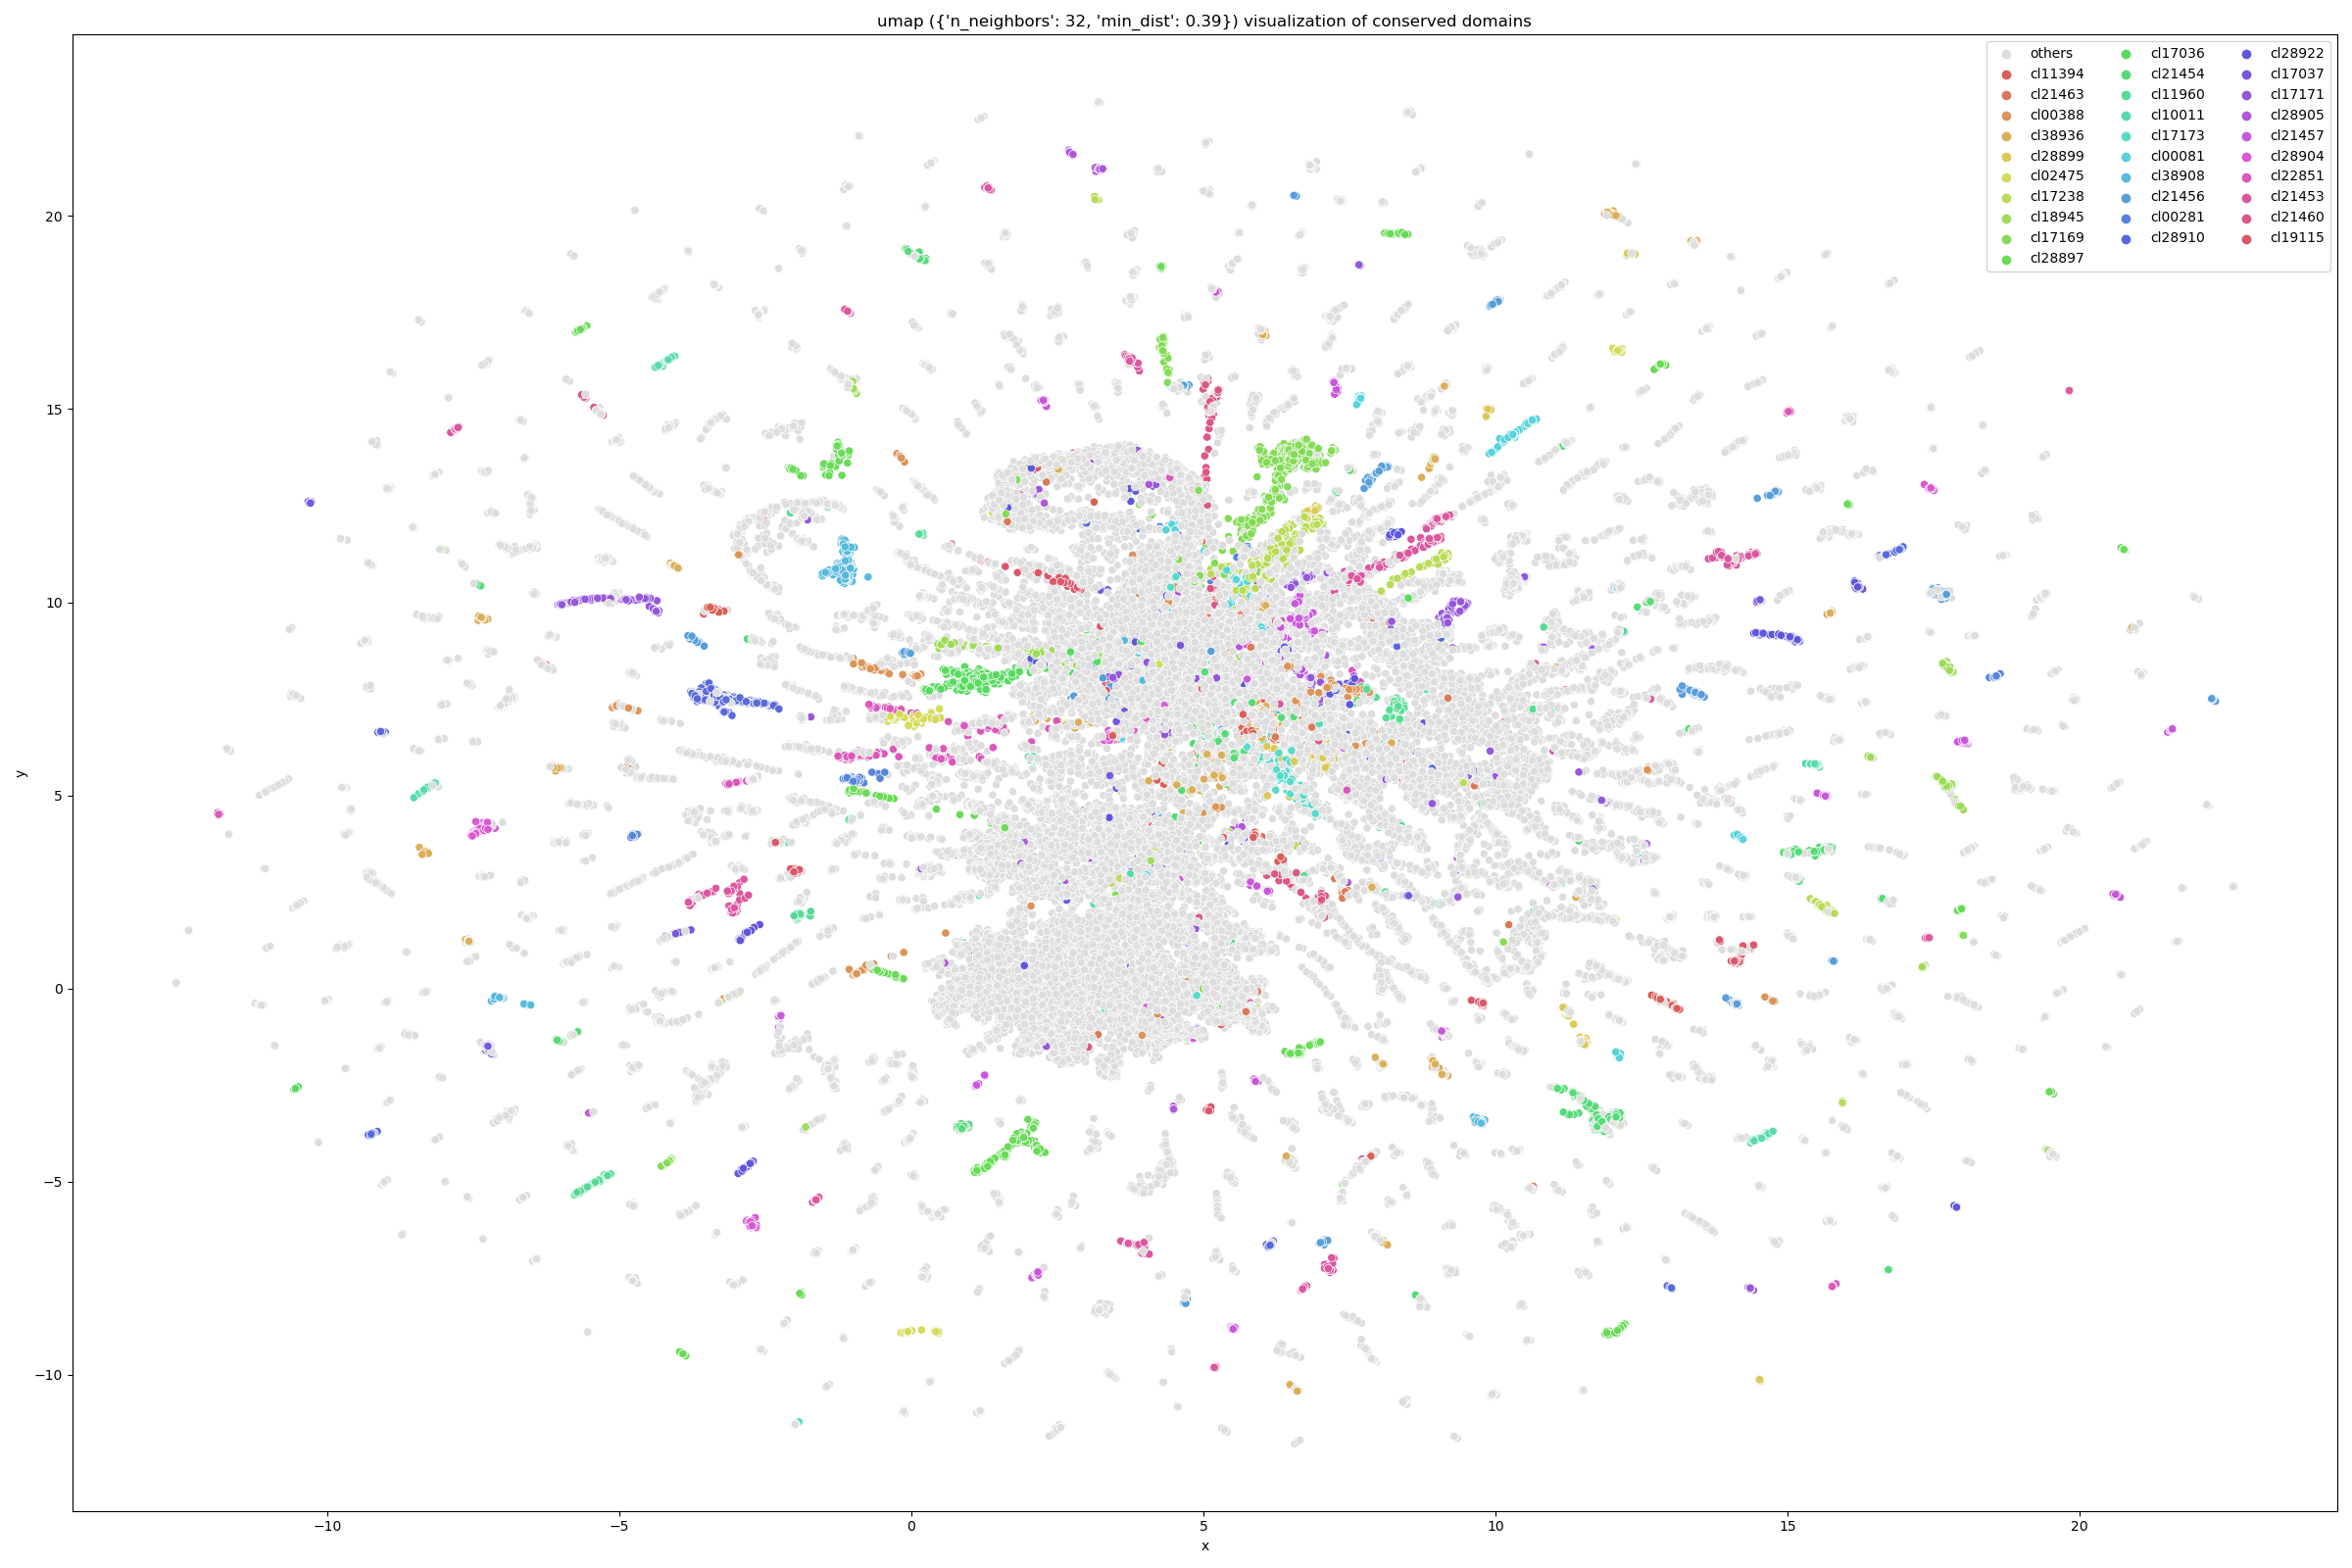 umap ({'n_neighbors': 32, 'min_dist': 0.39}) visualization of conserved domains
others
cl11394
cl21463
cl00388
cl38936
cl28899
cl02475
cl17238
cl18945
cl17169
cl28897
cl17036
cl21454
cl11960
cl10011
cl17173
cl00081
cl38908
cl21456
cl00281
cl28910
cl28922
cl17037
cl17171
cl28905
cl21457
cl28904
cl22851
cl21453
cl21460
cl19115
y
20
15
10
5
0
−5
−10
−10
−5
0
5
10
15
20
x